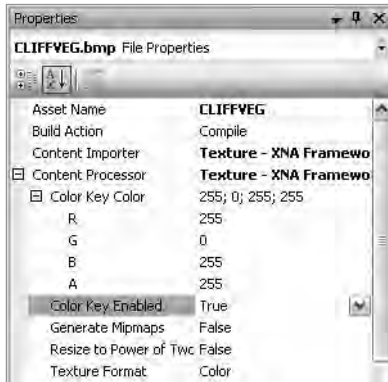 Properties
CLIFFVEG.bmp File Properties
Asset Name CLIFFVEG
Build Action Compile
Content Importer Texture - XNA Framewo
Content Processor Texture - XNA Framewo
Color Key Color 255; 0; 255; 255
R 255
G 0
B 255
A 255
Color Key Enabled True
Generate Mipmaps False
Resize to Power of Twc False
Texture Format Color